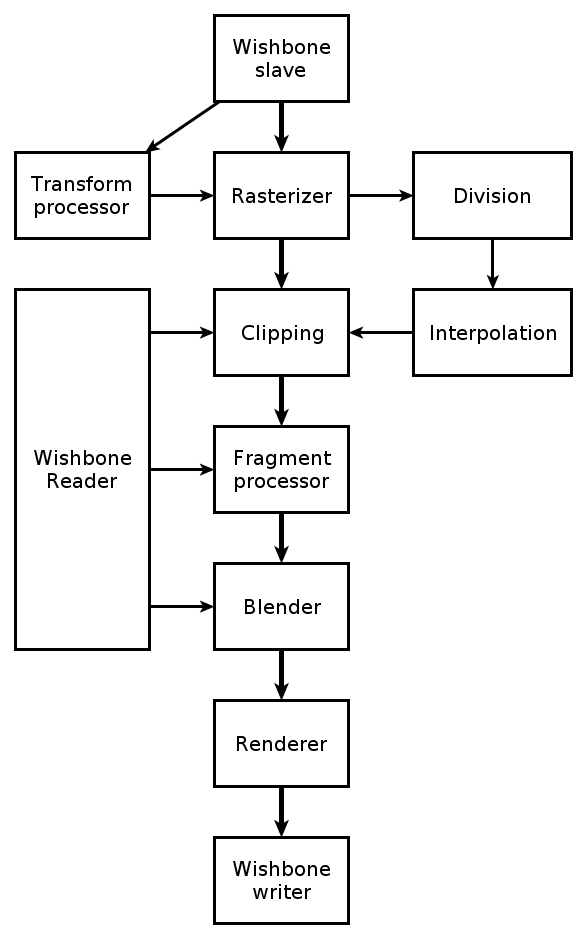 Wishbone
slave
Transform
processor
Rasterizer
Division
Clipping
Interpolation
Wishbone
Reader
Fragment
processor
Blender
Renderer
Wishbone
writer